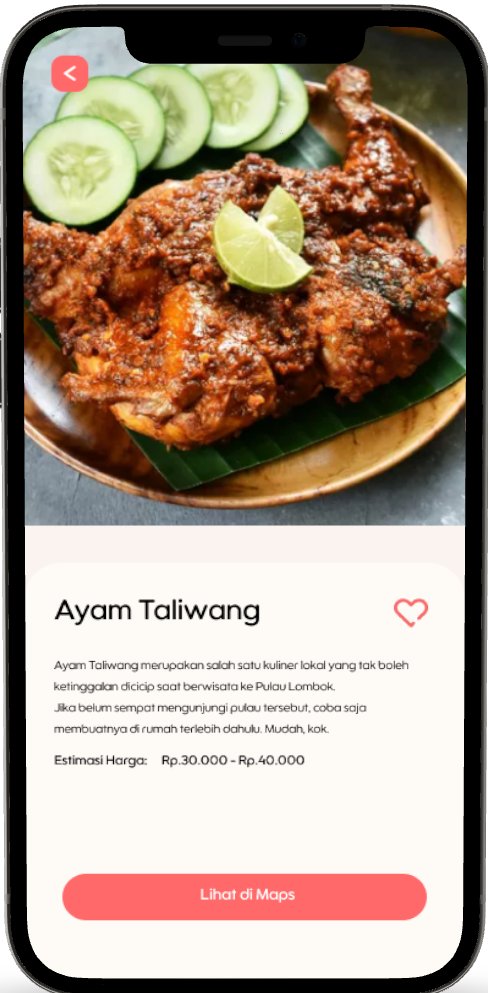 Ayam Taliwang
Ayam Taliwang merupakan salah satu kuliner lokal yang tak boleh
ketinggalan dicicip saat berwisata ke Pulau Lombok.
Jika belum sempat mengunjungi pulau tersebut, coba saja
membuatnya di rumah terlebih dahulu. Mudah, kok.
Estimasi Harga: Rp.30.000 - Rp.40.000
Lihat di Maps